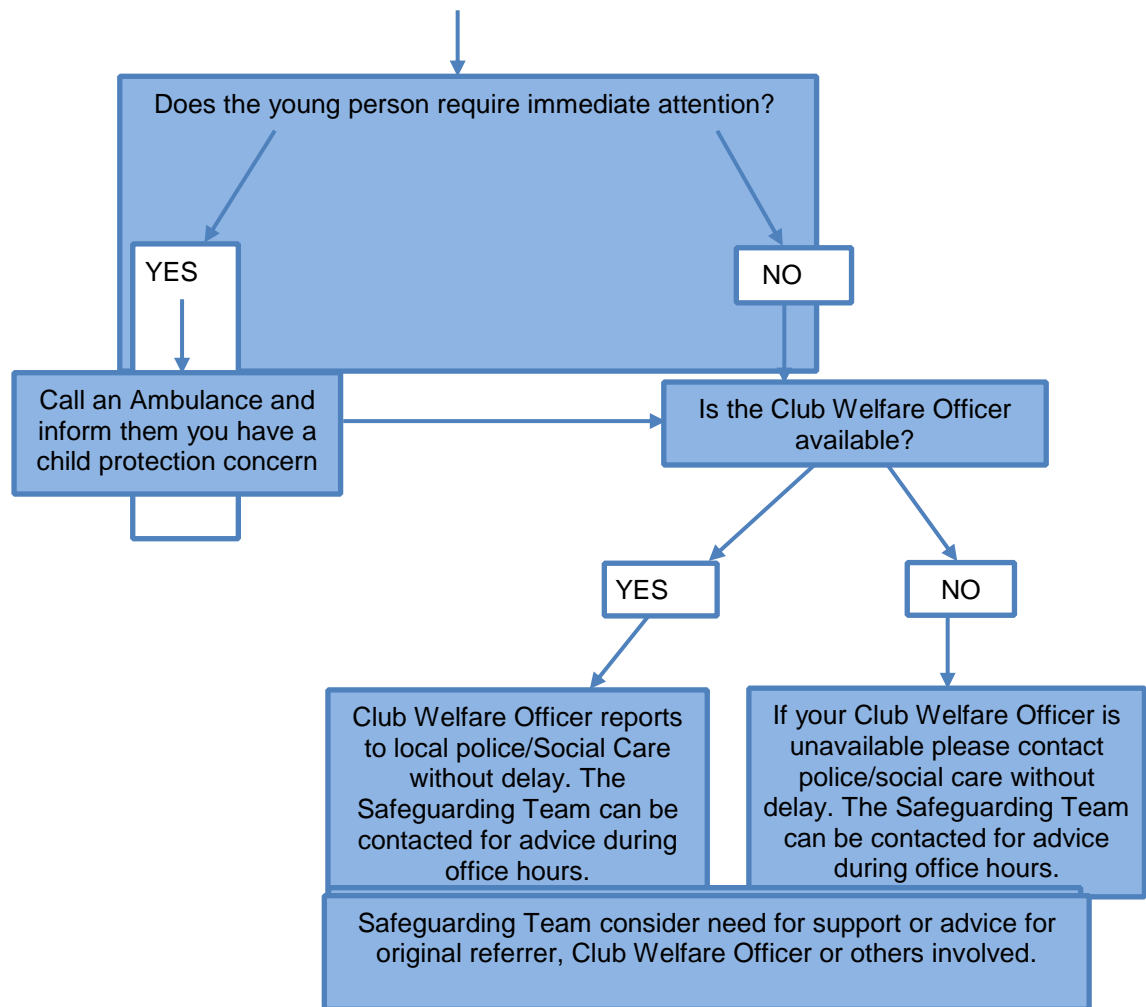 Does the young person require immediate attention?
YES
NO
Call an Ambulance and
inform them you have a
child protection concern
Is the Club Welfare Officer
available?
YES
NO
Club Welfare Officer reports
to local police/Social Care
without delay. The
Safeguarding Team can be
contacted for advice during
office hours.
If your Club Welfare Officer is
unavailable please contact
police/social care without
delay. The Safeguarding Team
can be contacted for advice
during office hours.
Safeguarding Team consider need for support or advice for
original referrer, Club Welfare Officer or others involved.